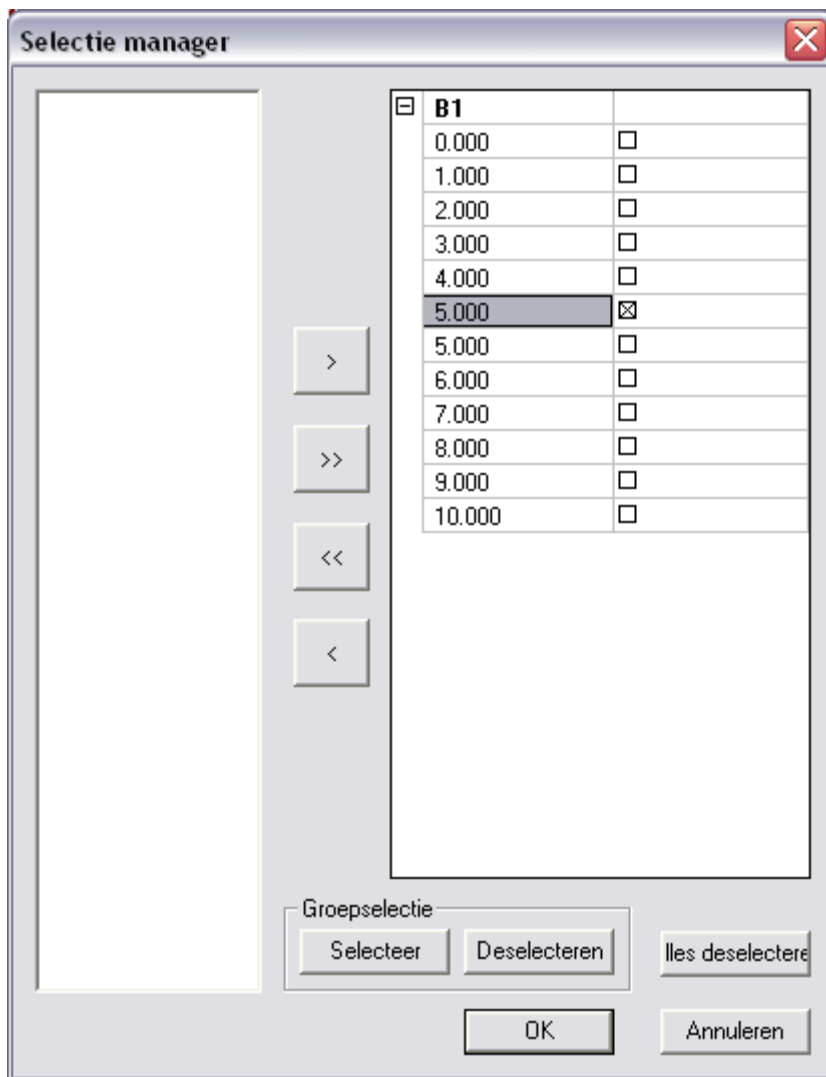 Selectie manager
B1
0.000
1.000
2.000
3.000
4.000
5.000
5.000
6.000
7.000
8.000
9.000
10.000
>
>>
<<
<
Groepselectie
Selecteer
Deselecteren
lles deselectere
OK
Annuleren